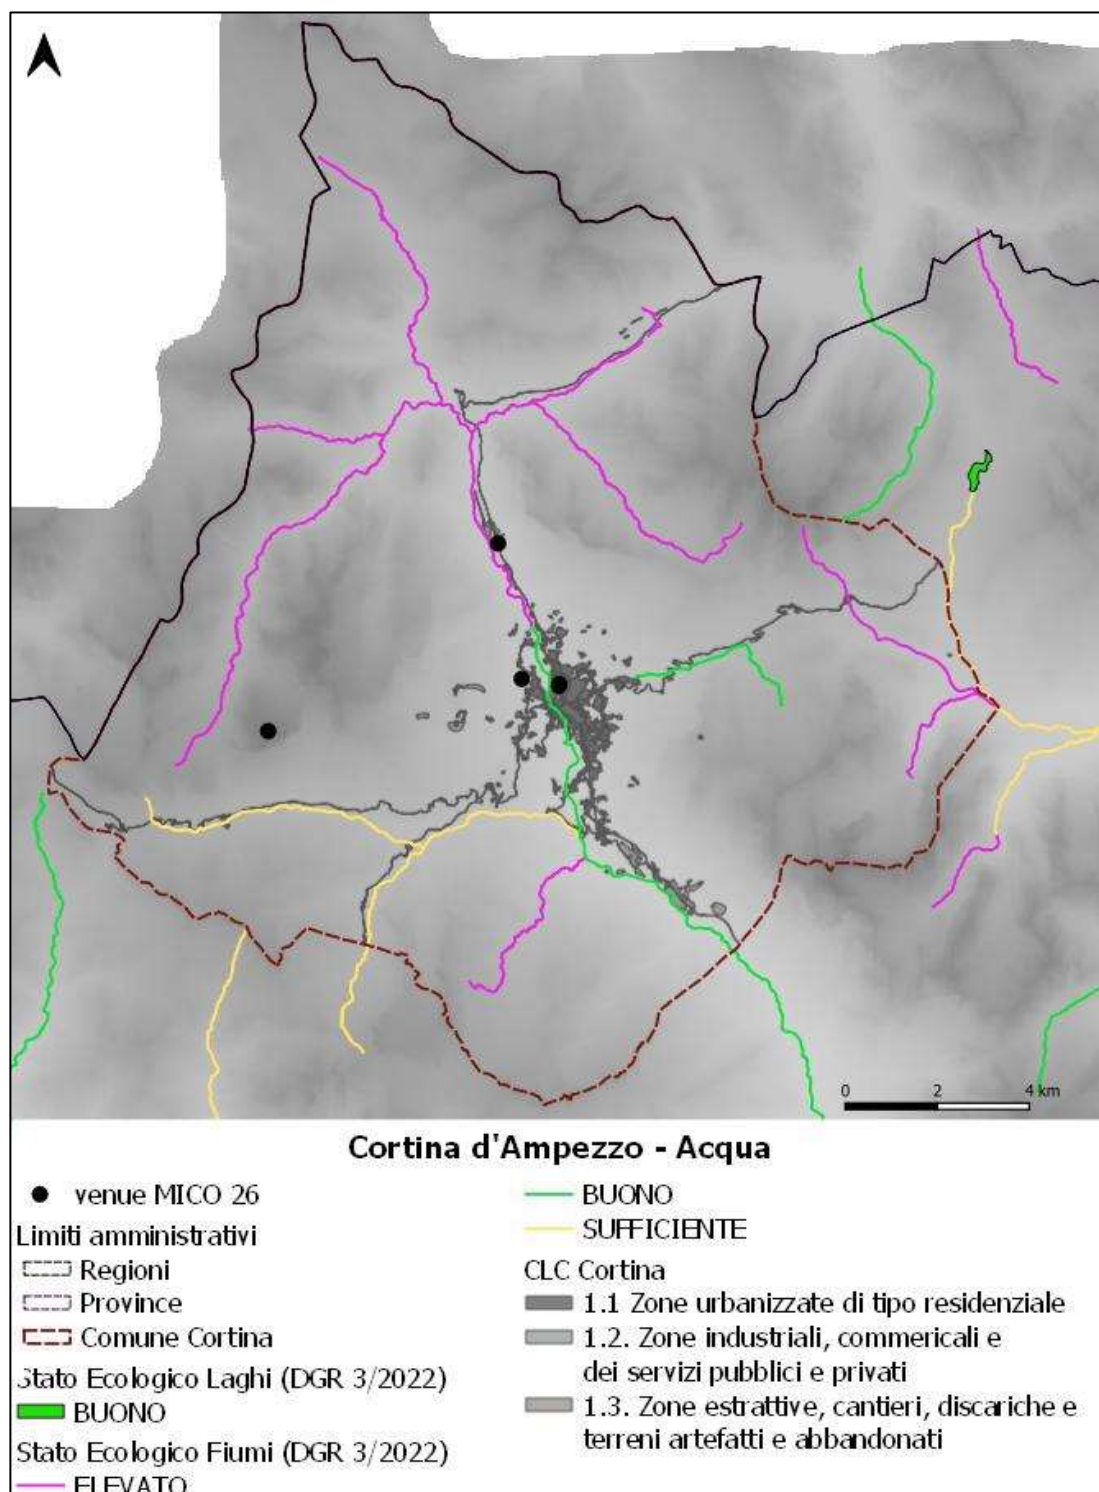 0 2 4 km
Cortina d'Ampezzo - Acqua
venue MICO 26
Limiti amministrativi
Regioni
Province
Comune Cortina
Stato Ecologico Laghi (DGR 3/2022)
BUONO
Stato Ecologico Fiumi (DGR 3/2022)
ELEVATO
BUONO
SUFFICIENTE
CLC Cortina
1.1 Zone urbanizzate di tipo residenziale
1.2. Zone industriali, commericali e
dei servizi pubblici e privati
1.3. Zone estrattive, cantieri, discariche e
terreni artefatti e abbandonati